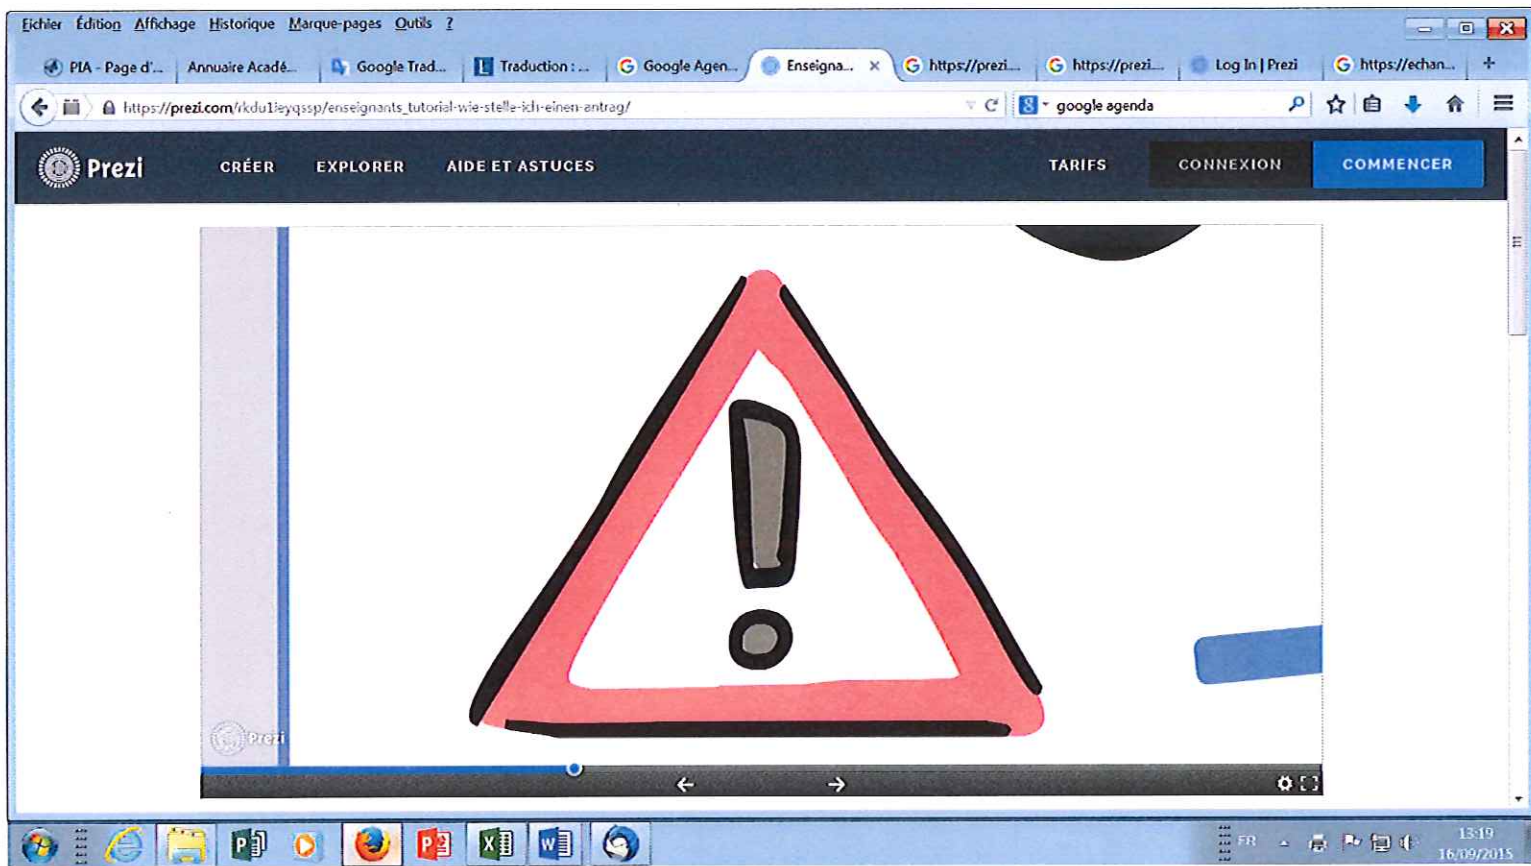 Fichier Édition Affichage Historique Marque-pages Outils ?
PIA - Page d'... Annuaire Acadé... Google Trad... Traduction : ... Google Agen... Enseigna... × https://prezi.... https://prezi.... Log In | Prezi https://echan... +
https://prezi.com/rkdu1ieyqssp/enseignants_tutorial-wie-stelle-ich-einen-antrag/ google agenda
Prezi CRÉER EXPLORER AIDE ET ASTUCES TARIFS CONNEXION COMMENCER
!
Prezi
FR 13:19
16/09/2015